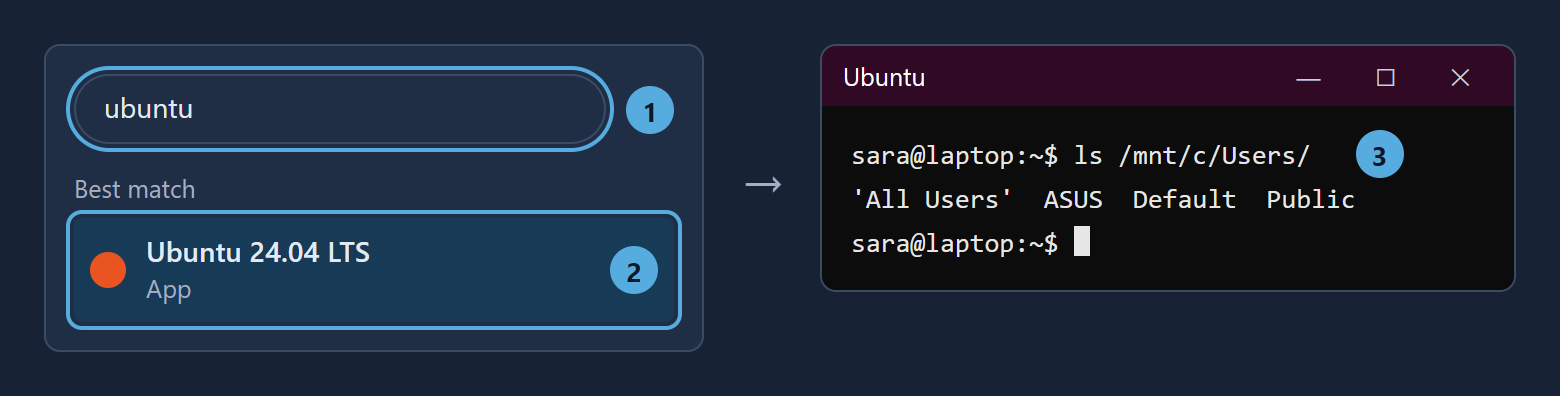 ubuntu
1
Best match
Ubuntu 24.04 LTS
App
2
→
Ubuntu
sara@laptop:~$ ls /mnt/c/Users/
3
'All Users'  ASUS  Default  Public
sara@laptop:~$